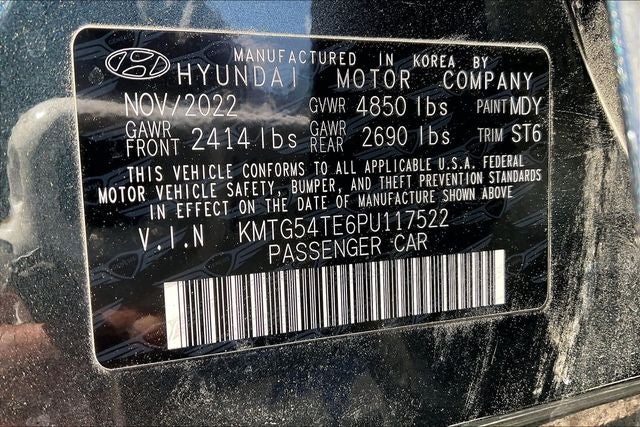 MANUFACTURED IN KOREA BY
HYUNDAI MOTOR COMPANY
NOV/2022 GVWR 4850 lbs PAINT MDY
GAWR FRONT 2414 lbs GAWR REAR 2690 lbs TRIM ST6
THIS VEHICLE CONFORMS TO ALL APPLICABLE U.S.A. FEDERAL
MOTOR VEHICLE SAFETY, BUMPER, AND THEFT PREVENTION STANDARDS
IN EFFECT ON THE DATE OF MANUFACTURE SHOWN ABOVE
V.I.N KMTG54TE6PU117522
PASSENGER CAR